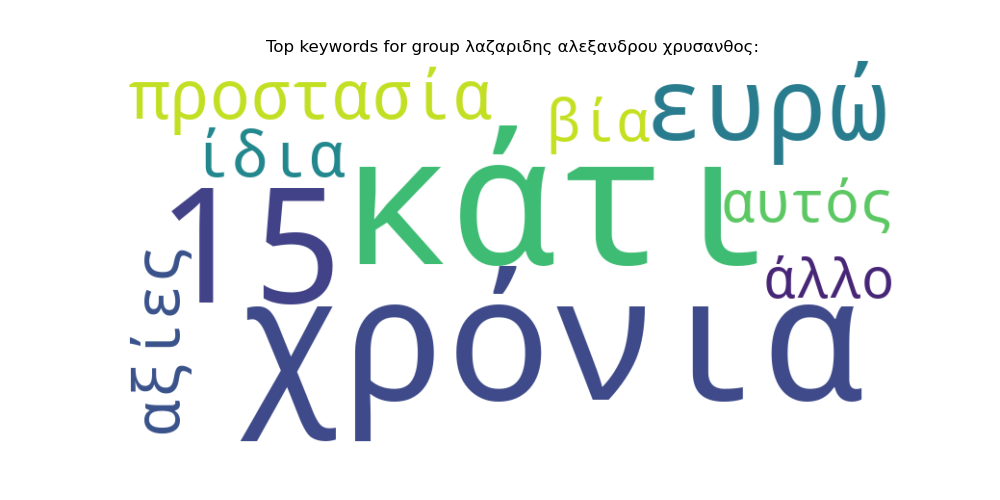 Top keywords for group λαζαριδης αλεξανδρου χρυσανθος:
προστασία
βία
ευρώ
ίδια
κάτι
15
αυτός
άλλο
αξίες
χρόνια